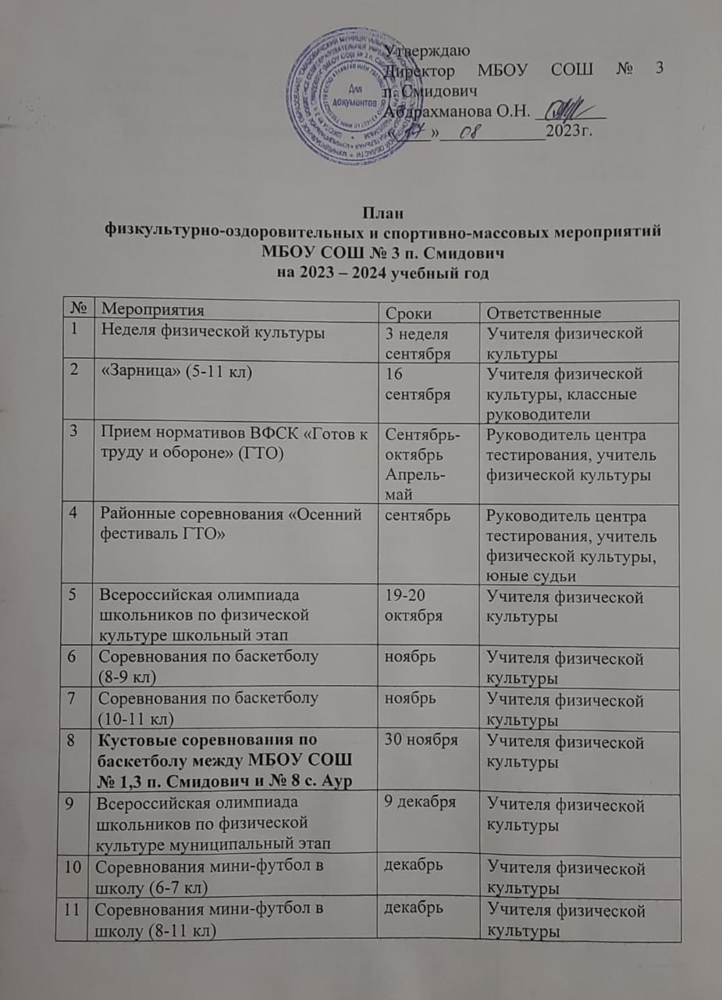 Утверждаю
Директор МБОУ СОШ № 3
п. Смидович
Абдрахманова О.Н.
« » 08 2023г.
Для
документов
План
физкультурно-оздоровительных и спортивно-массовых мероприятий
МБОУ СОШ № 3 п. Смидович
на 2023 – 2024 учебный год
№ Мероприятия Сроки Ответственные
1 Неделя физической культуры 3 неделя Учителя физической
сентября культуры
2 «Зарница» (5-11 кл) 16 Учителя физической
сентября культуры, классные
руководители
3 Прием нормативов ВФСК «Готов к Сентябрь- Руководитель центра
труду и обороне» (ГТО) октябрь тестирования, учитель
Апрель- физической культуры
май
4 Районные соревнования «Осенний сентябрь Руководитель центра
фестиваль ГТО» тестирования, учитель
физической культуры,
юные судьи
5 Всероссийская олимпиада 19-20 Учителя физической
школьников по физической октября культуры
культуре школьный этап
6 Соревнования по баскетболу ноябрь Учителя физической
(8-9 кл) культуры
7 Соревнования по баскетболу ноябрь Учителя физической
(10-11 кл) культуры
8 Кустовые соревнования по 30 ноября Учителя физической
баскетболу между МБОУ СОШ культуры
№ 1,3 п. Смидович и № 8 с. Аур
9 Всероссийская олимпиада 9 декабря Учителя физической
школьников по физической культуры
культуре муниципальный этап
10 Соревнования мини-футбол в декабрь Учителя физической
школу (6-7 кл) культуры
11 Соревнования мини-футбол в декабрь Учителя физической
школу (8-11 кл) культуры